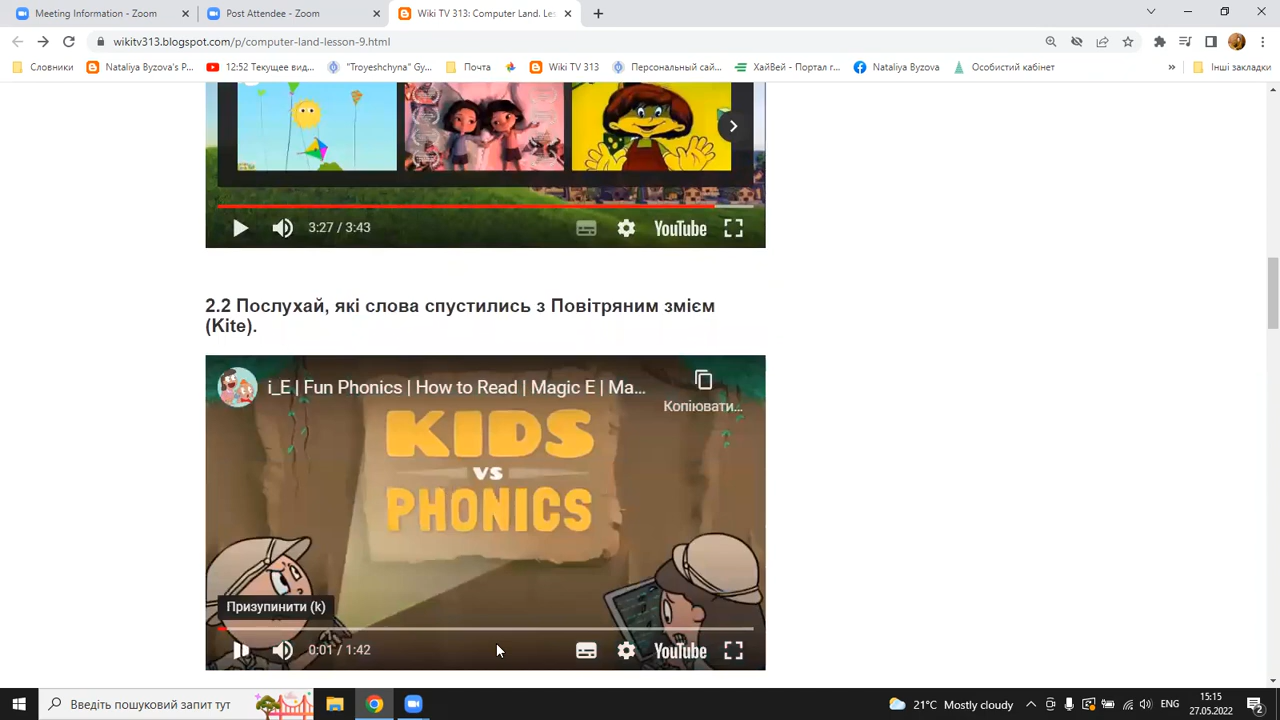 Meeting Information - Zoom
Post Attendee - Zoom
Wiki TV 313: Computer Land. Les
wikitv313.blogspot.com/p/computer-land-lesson-9.html
Словники
Nataliya Byzova's P...
12:52 Текущее вид...
"Troyeshchyna" Gy...
Почта
Wiki TV 313
Персональный сай...
ХайВей - Портал г...
Nataliya Byzova
Особистий кабінет
»
Інші закладки
3:27 / 3:43
YouTube
2.2 Послухай, які слова спустились з Повітряним змієм
(Kite).
i_E | Fun Phonics | How to Read | Magic E | Ma...
Копіювати...
KIDS
VS
PHONICS
Призупинити (k)
0:01 / 1:42
YouTube
Введіть пошуковий запит тут
21°C Mostly cloudy
ENG
15:15
27.05.2022
2